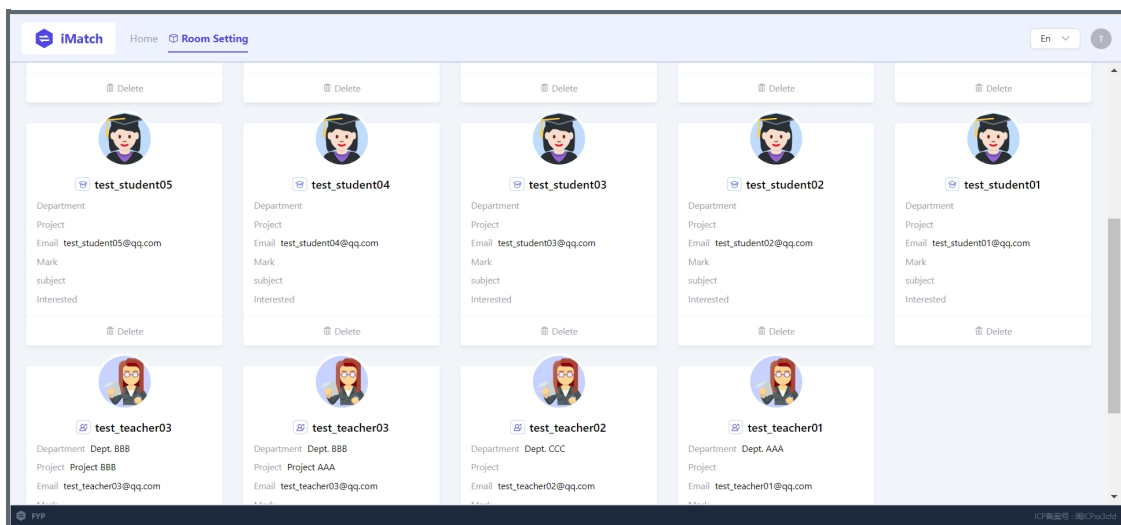 iMatch Home Room Setting En T
Delete Delete Delete Delete Delete
test_student05 test_student04 test_student03 test_student02 test_student01
Department Department Department Department Department
Project Project Project Project Project
Email test_student05@qq.com Email test_student04@qq.com Email test_student03@qq.com Email test_student02@qq.com Email test_student01@qq.com
Mark Mark Mark Mark Mark
subject subject subject subject subject
Interested Interested Interested Interested Interested
Delete Delete Delete Delete Delete
test_teacher03 test_teacher03 test_teacher02 test_teacher01
Department Dept. BBB Department Dept. BBB Department Dept. CCC Department Dept. AAA
Project Project BBB Project Project AAA Project Project
Email test_teacher03@qq.com Email test_teacher03@qq.com Email test_teacher02@qq.com Email test_teacher01@qq.com
FYP